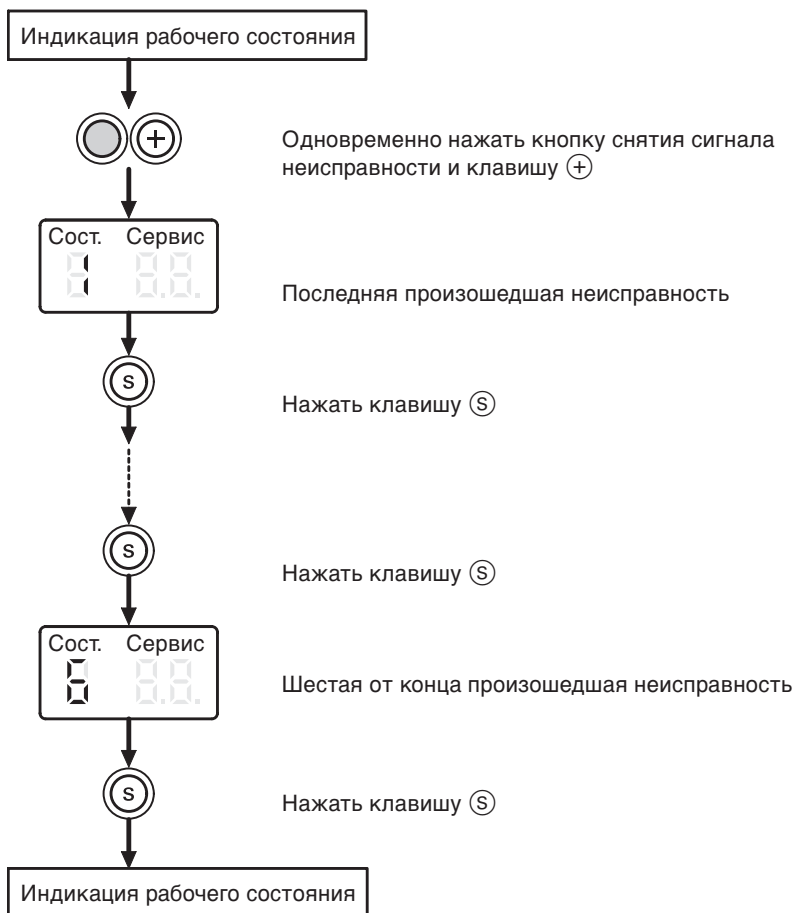 Индикация рабочего состояния
+
Одновременно нажать кнопку снятия сигнала
неисправности и клавишу (+)
Сост. Сервис
1
Последняя произошедшая неисправность
S
Нажать клавишу (S)
S
Нажать клавишу (S)
Сост. Сервис
6
Шестая от конца произошедшая неисправность
S
Нажать клавишу (S)
Индикация рабочего состояния